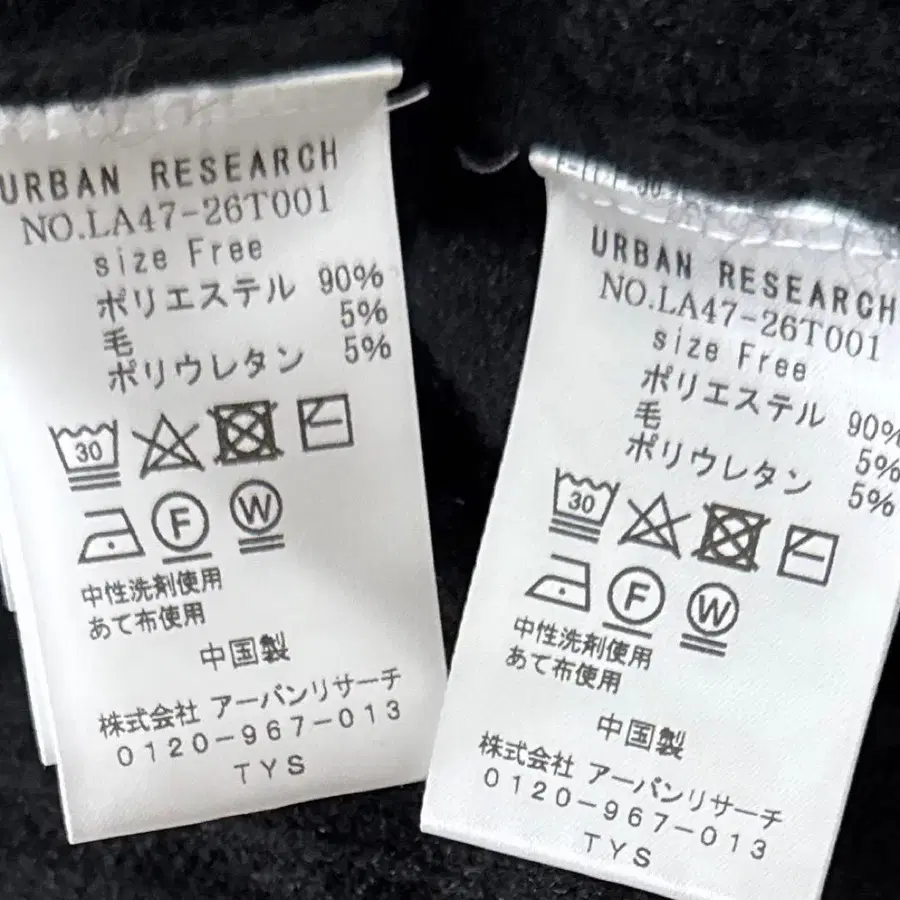 URBAN RESEARCH
NO.LA47-26T001
size Free
ポリエステル 90%
毛 5%
ポリウレタン 5%
30
F W
中性洗剤使用
あて布使用
中国製
株式会社 アーバンリサーチ
0120-967-013
TYS
URBAN RESEARCH
NO.LA47-26T001
size Free
ポリエステル 90%
毛 5%
ポリウレタン 5%
30
F W
中性洗剤使用
あて布使用
中国製
株式会社 アーバンリサーチ
0120-967-013
TYS